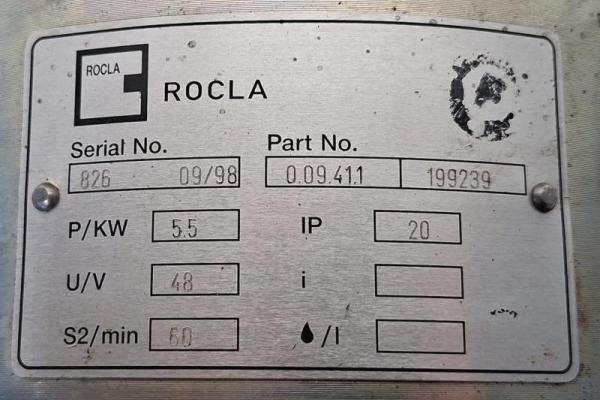 ROCLA
ROCLA
Serial No. Part No.
826 09/98 0.09.41.1 199239
P/KW 5.5 IP 20
U/V 48 i
S2/min 60 /l